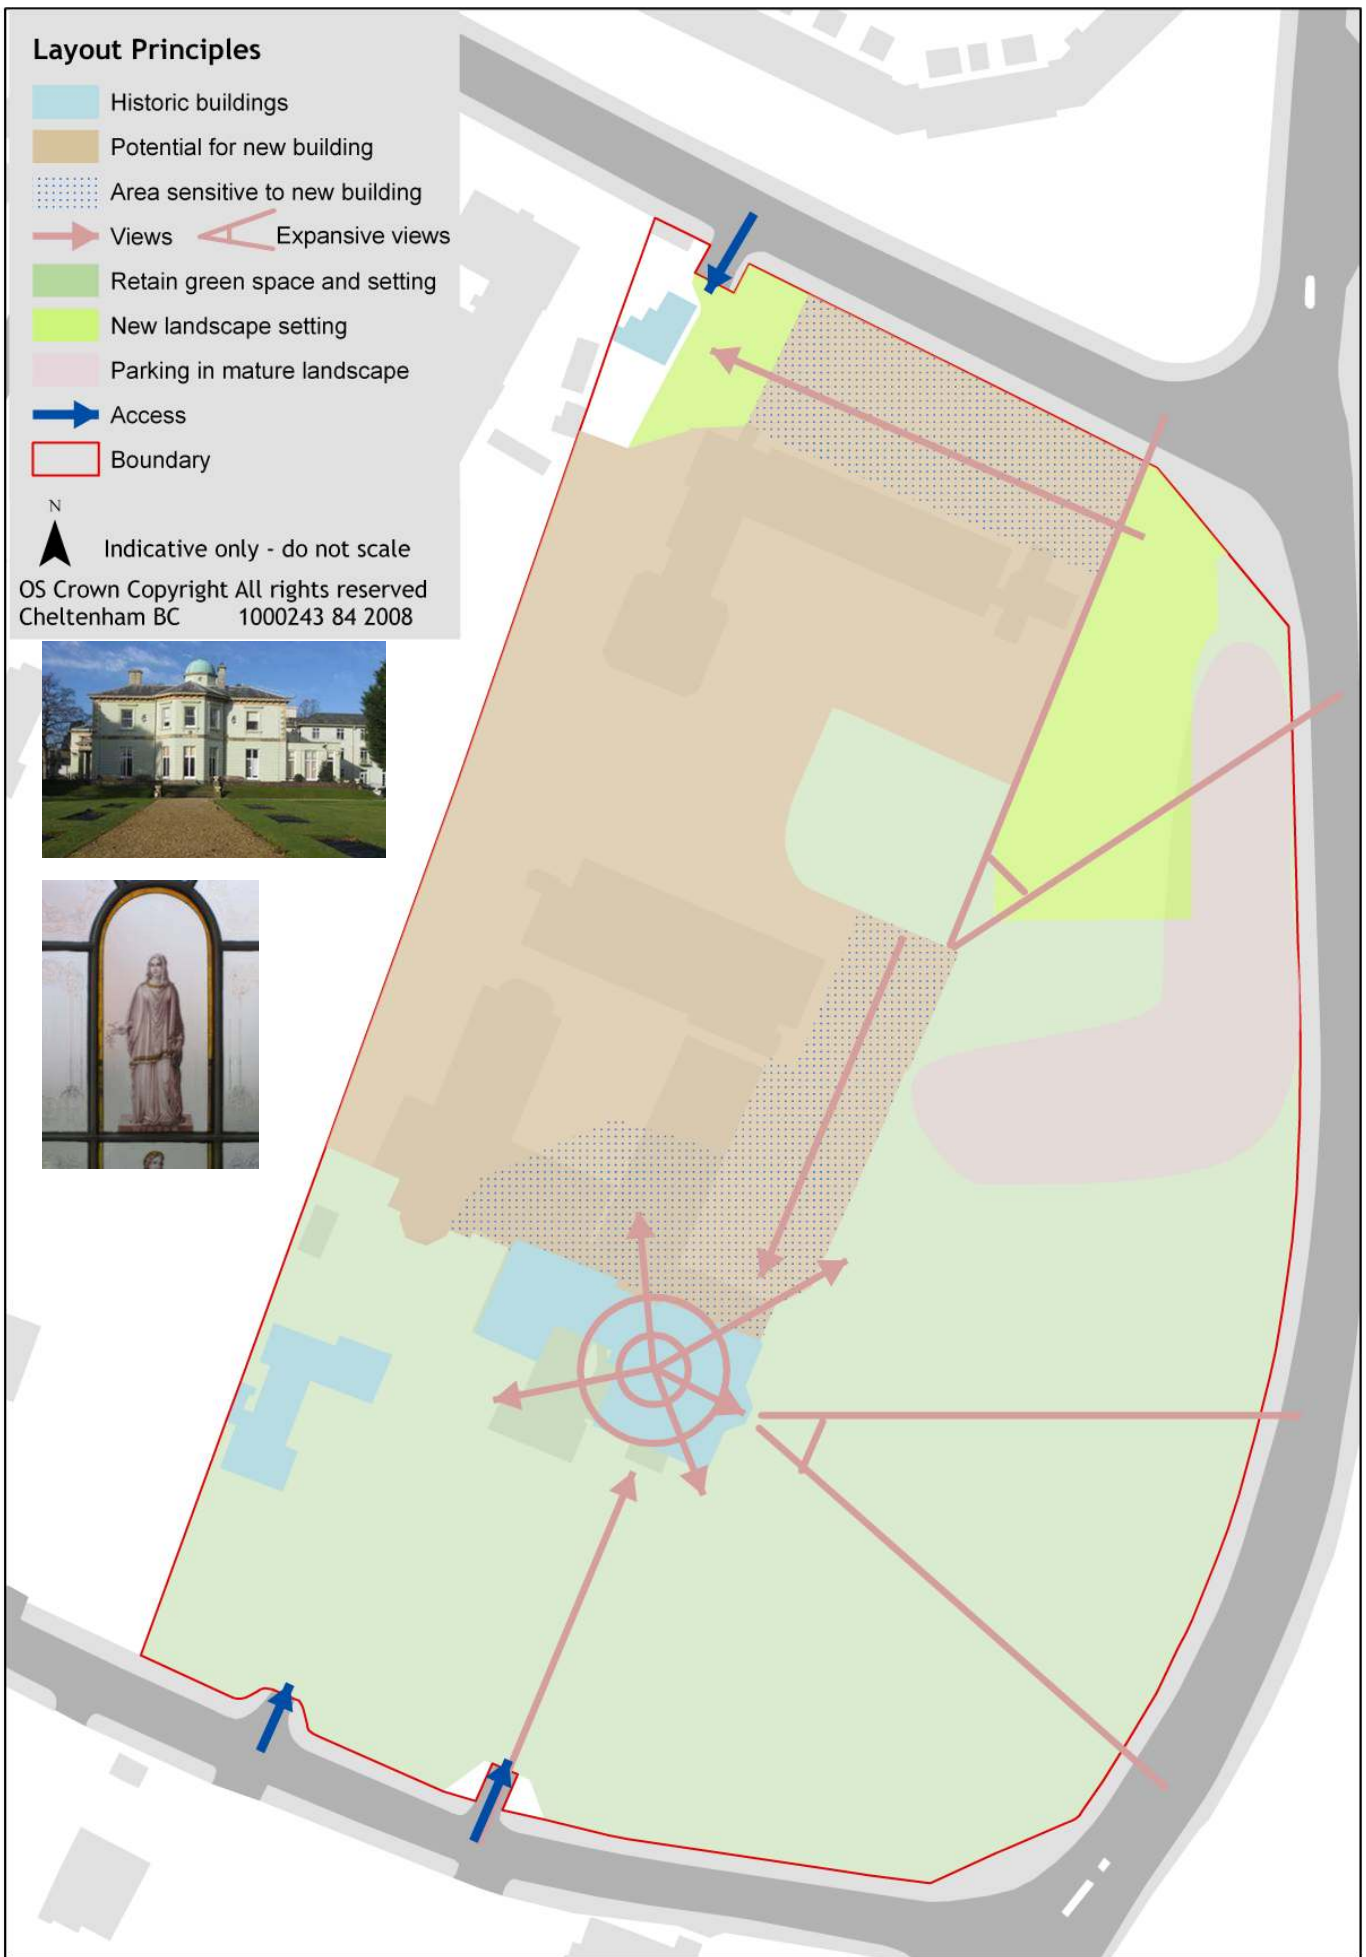 Layout Principles
Historic buildings
Potential for new building
Area sensitive to new building
Views Expansive views
Retain green space and setting
New landscape setting
Parking in mature landscape
Access
Boundary
N
Indicative only - do not scale
OS Crown Copyright All rights reserved
Cheltenham BC 1000243 84 2008